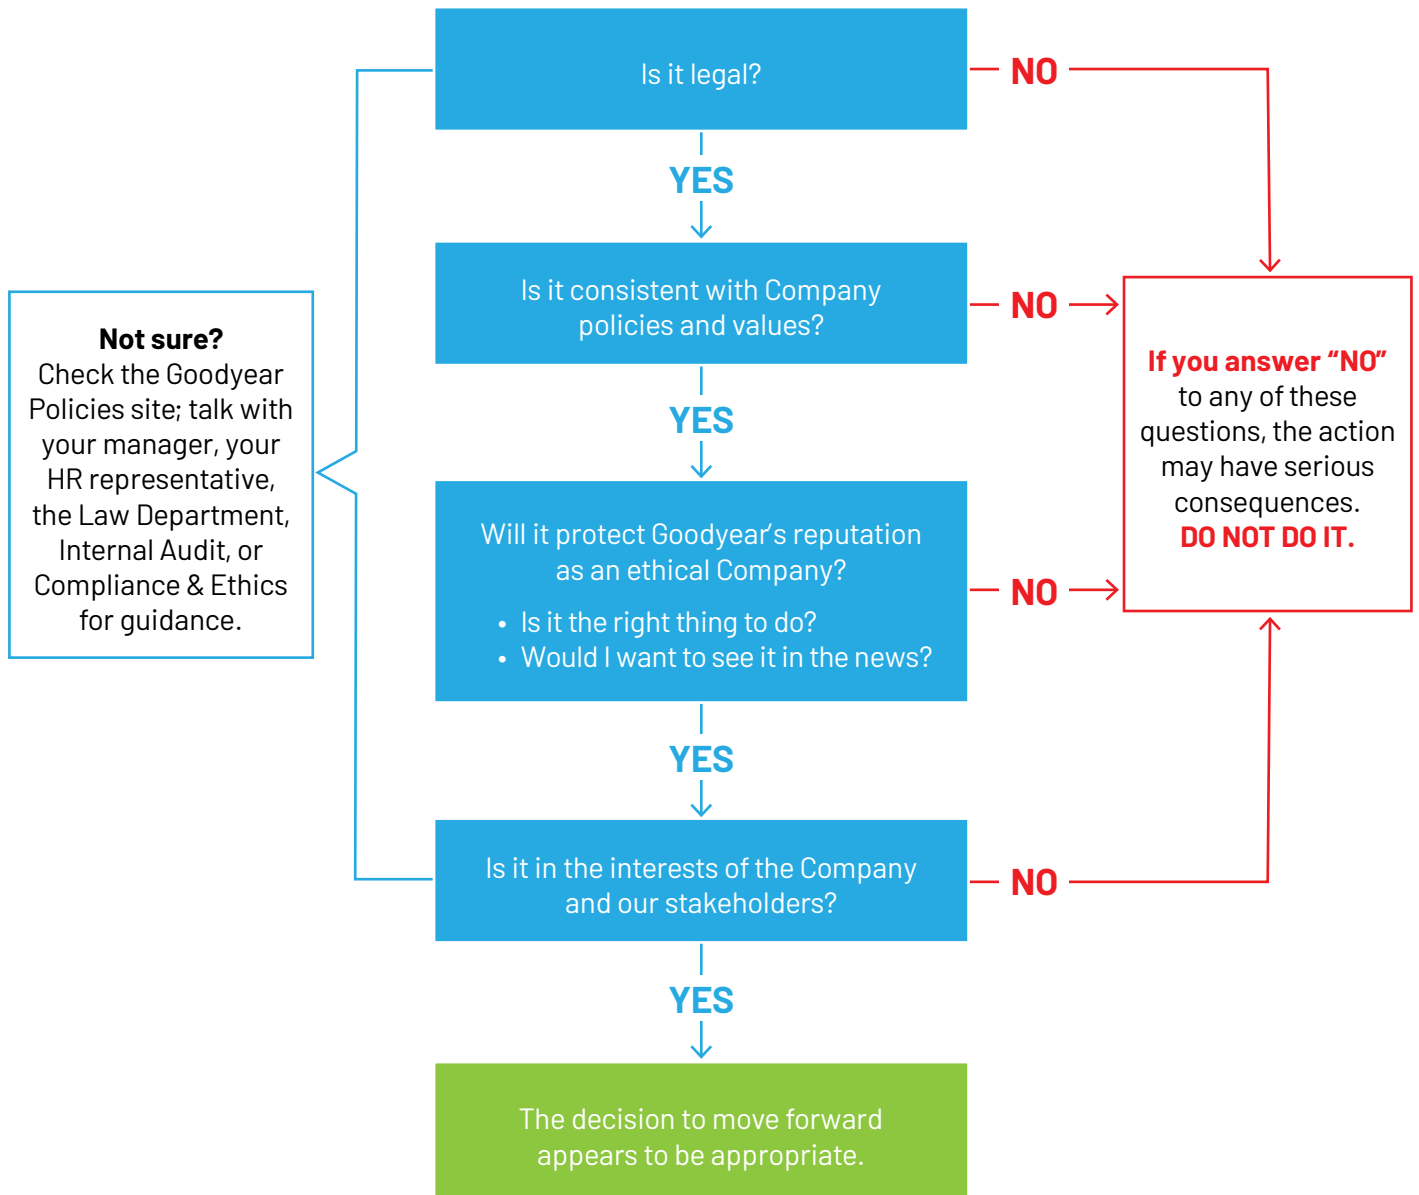 Is it legal?
NO
YES
Is it consistent with Company
policies and values?
NO
YES
Will it protect Goodyear’s reputation
as an ethical Company?
• Is it the right thing to do?
• Would I want to see it in the news?
NO
YES
Is it in the interests of the Company
and our stakeholders?
NO
YES
The decision to move forward
appears to be appropriate.
Not sure?
Check the Goodyear
Policies site; talk with
your manager, your
HR representative,
the Law Department,
Internal Audit, or
Compliance & Ethics
for guidance.
If you answer “NO”
to any of these
questions, the action
may have serious
consequences.
DO NOT DO IT.